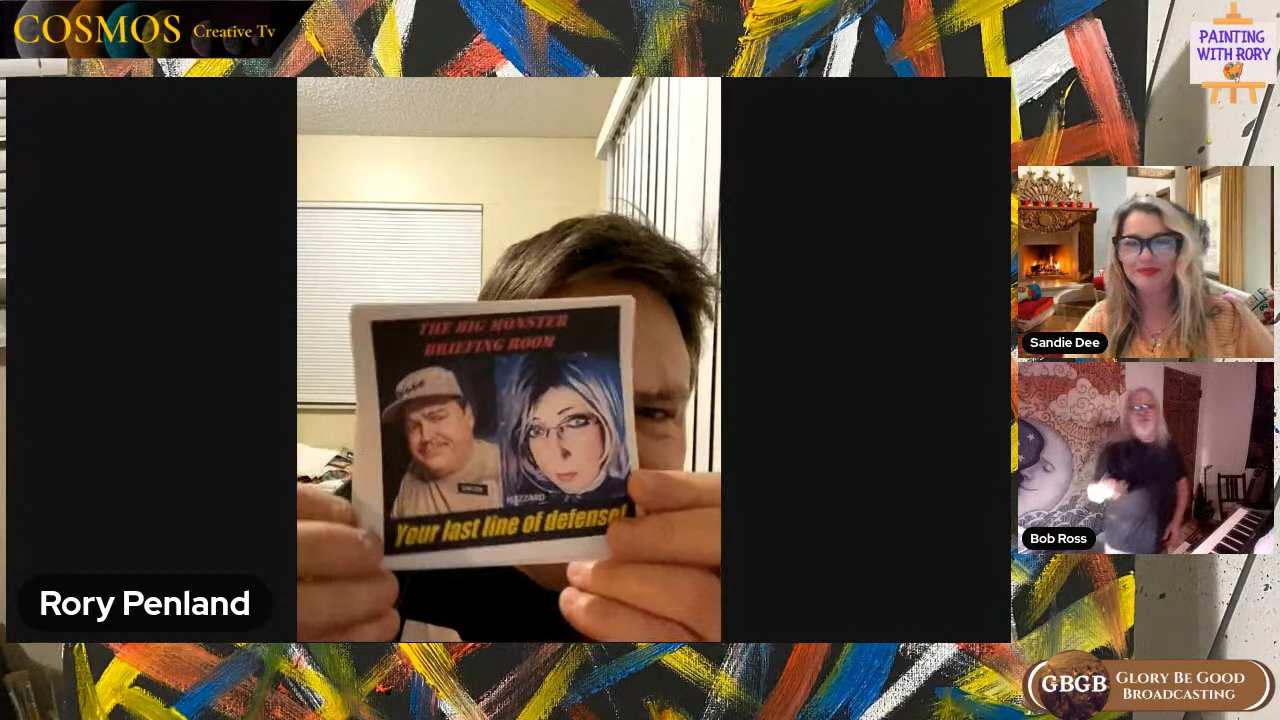 COSMOS Creative Tv
PAINTING
WITH RORY
THE BIG MONSTER
BRIEFING ROOM
HAZZARD
Your last line of defense!
Rory Penland
Sandie Dee
Bob Ross
GBGB GLORY BE GOOD
BROADCASTING